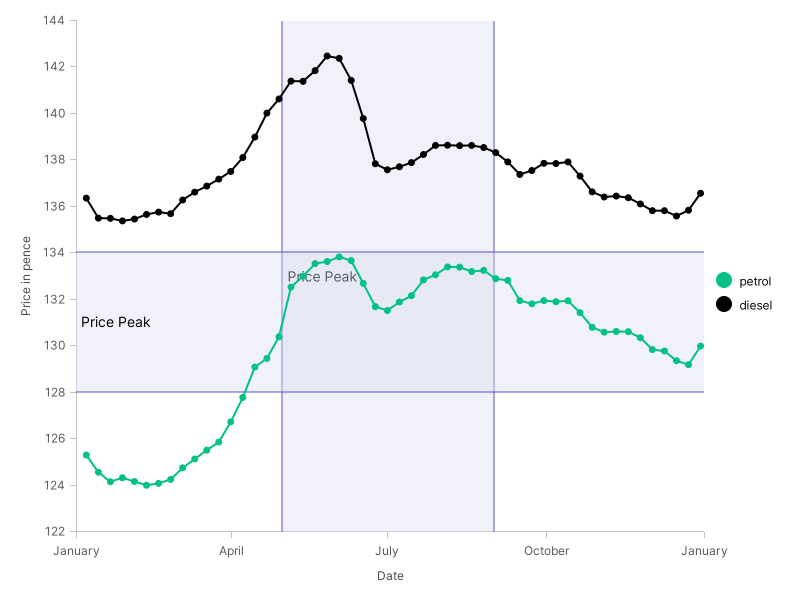 144
142
140
138
136
134
132
130
128
126
124
122
Price in pence
Price Peak
Price Peak
January
April
July
October
January
Date
petrol
diesel